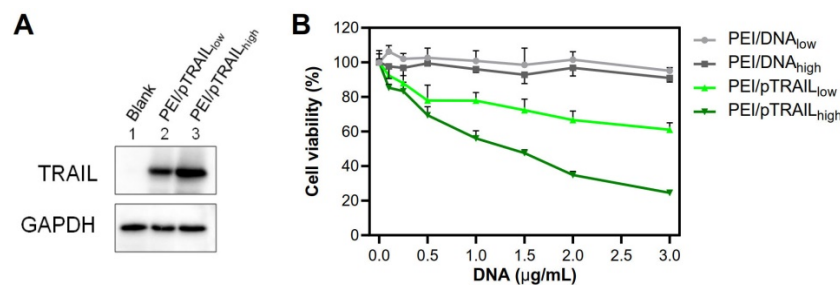 A
Blank
PEI/pTRAILlow
PEI/pTRAILhigh
1 2 3
TRAIL
GAPDH
B
120
100
80
60
40
20
0
Cell viability (%)
0.0 0.5 1.0 1.5 2.0 2.5 3.0
DNA (μg/mL)
PEI/DNAlow
PEI/DNAhigh
PEI/pTRAILlow
PEI/pTRAILhigh